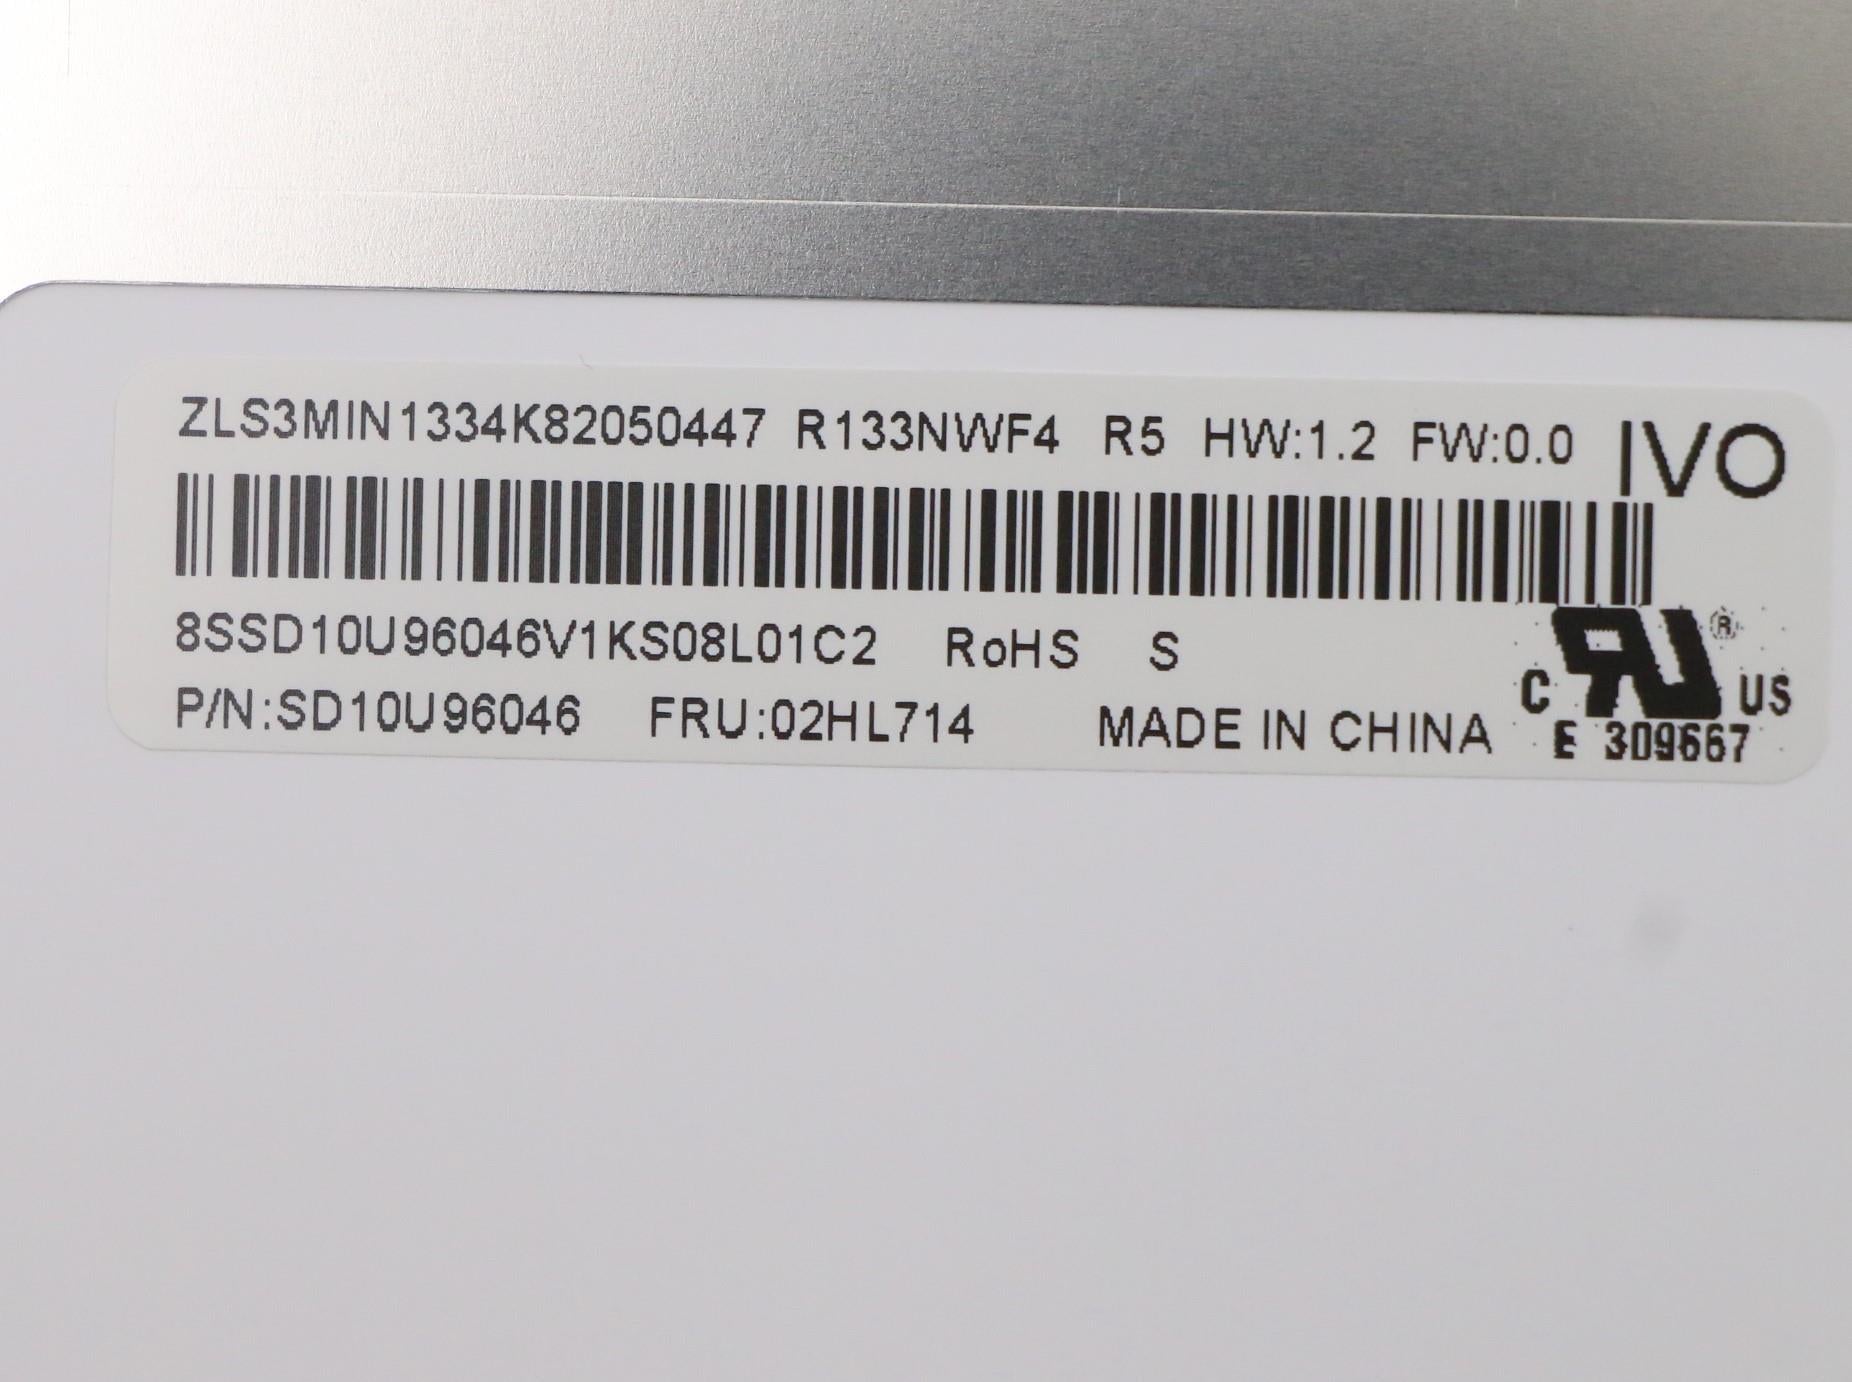 ZLS3MIN1334K82050447 R133NWF4 R5 HW:1.2 FW:0.0 IVO
8SSD10U96046V1KS08L01C2 RoHS S
®
C RU US
P/N:SD10U96046 FRU:02HL714 MADE IN CHINA E 309667